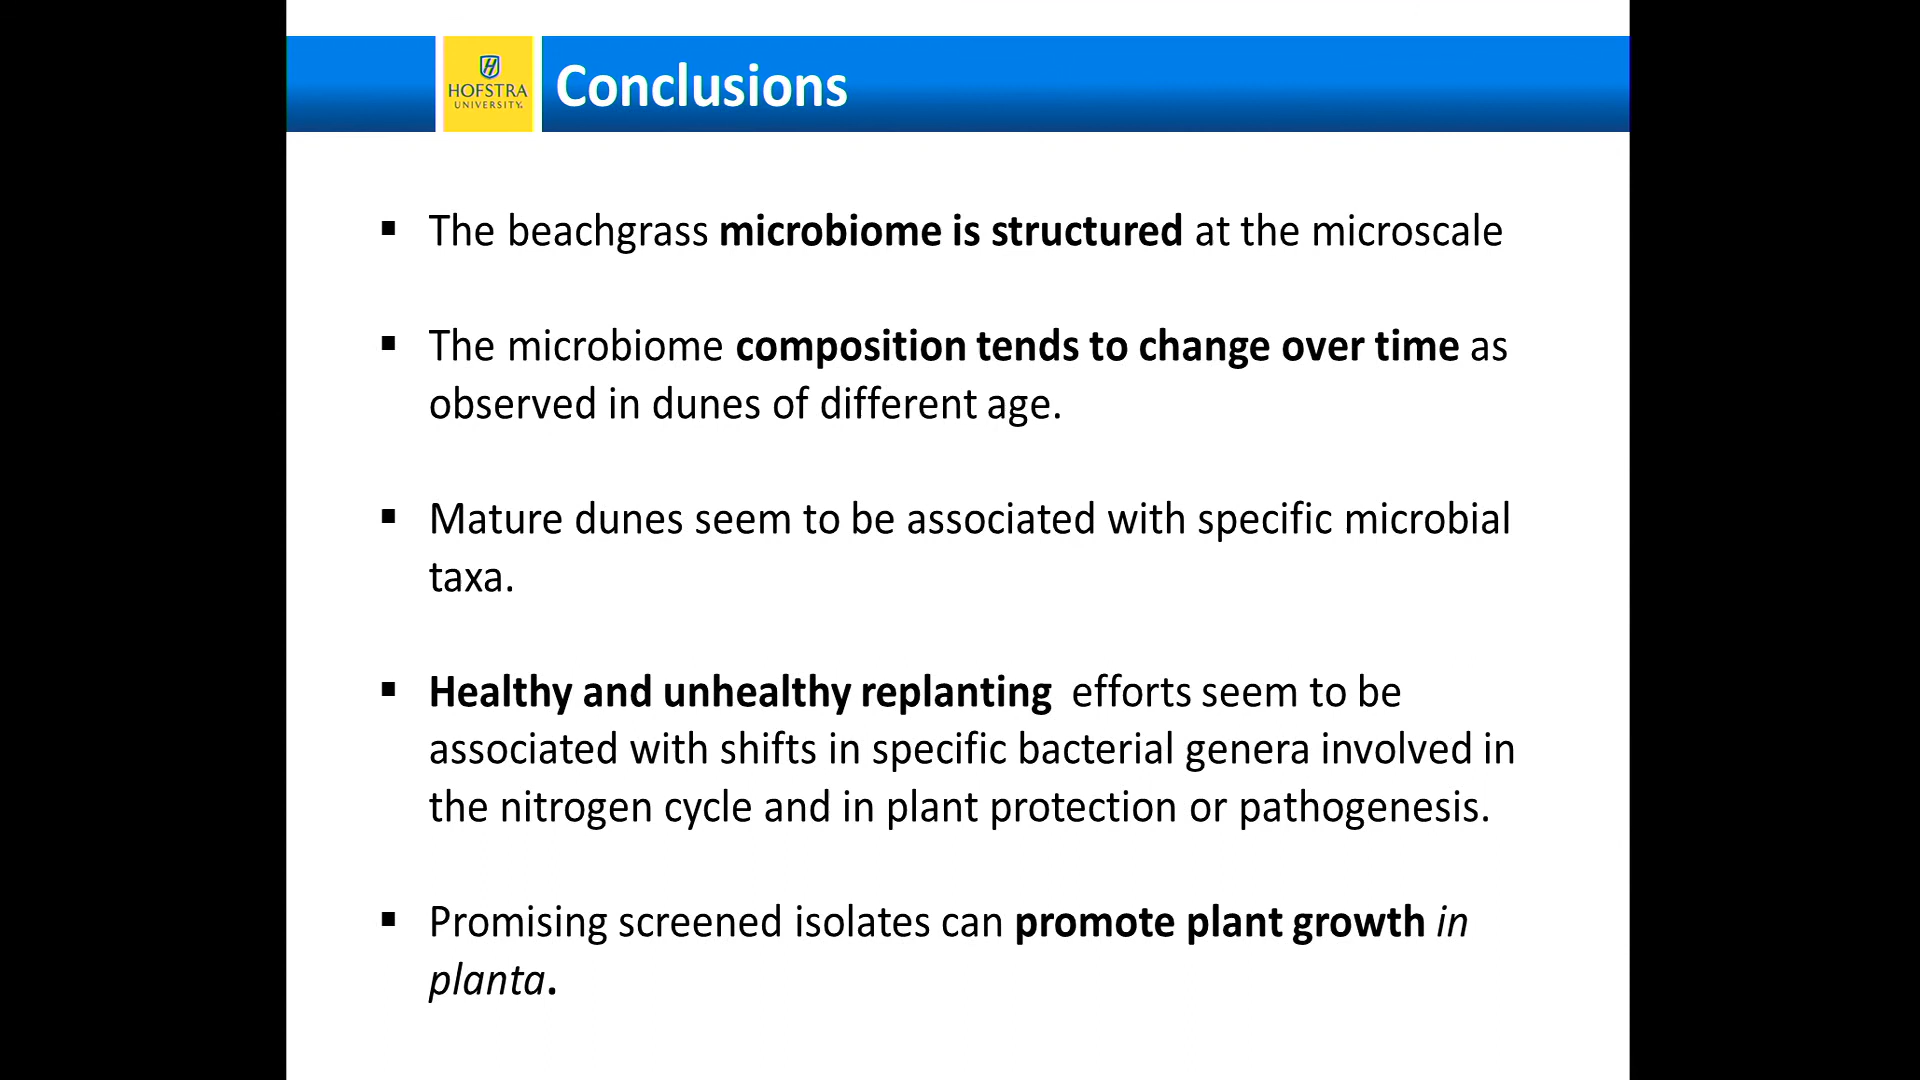 HOFSTRA
UNIVERSITY.
Conclusions
▪ The beachgrass microbiome is structured at the microscale
▪ The microbiome composition tends to change over time as
observed in dunes of different age.
▪ Mature dunes seem to be associated with specific microbial
taxa.
▪ Healthy and unhealthy replanting efforts seem to be
associated with shifts in specific bacterial genera involved in
the nitrogen cycle and in plant protection or pathogenesis.
▪ Promising screened isolates can promote plant growth in
planta.